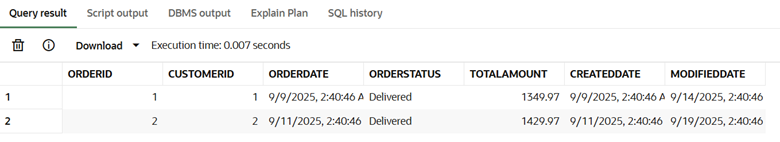 Query result Script output DBMS output Explain Plan SQL history
Download Execution time: 0.007 seconds
ORDERID CUSTOMERID ORDERDATE ORDERSTATUS TOTALAMOUNT CREATEDDATE MODIFIEDDATE
1 1 1 9/9/2025, 2:40:46 A Delivered 1349.97 9/9/2025, 2:40:46 A 9/14/2025, 2:40:46
2 2 2 9/11/2025, 2:40:46 Delivered 1429.97 9/11/2025, 2:40:46 9/19/2025, 2:40:46